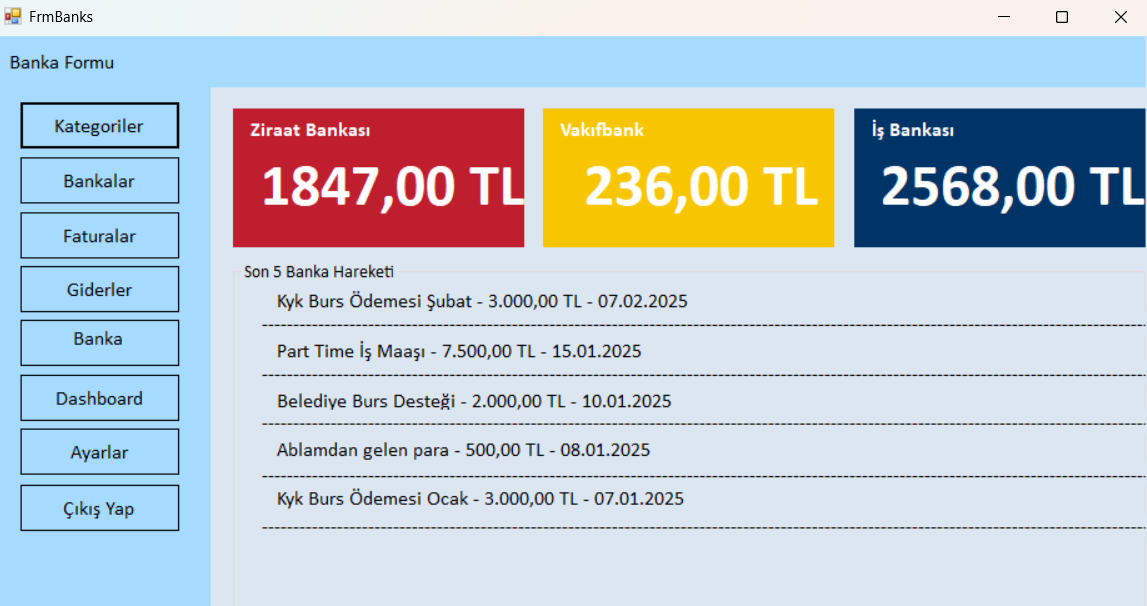 FrmBanks
Banka Formu
Kategoriler
Bankalar
Faturalar
Giderler
Banka
Dashboard
Ayarlar
Çıkış Yap
Ziraat Bankası
1847,00 TL
Vakıfbank
236,00 TL
İş Bankası
2568,00 TL
Son 5 Banka Hareketi
Kyk Burs Ödemesi Şubat - 3.000,00 TL - 07.02.2025
Part Time İş Maaşı - 7.500,00 TL - 15.01.2025
Belediye Burs Desteği - 2.000,00 TL - 10.01.2025
Ablamdan gelen para - 500,00 TL - 08.01.2025
Kyk Burs Ödemesi Ocak - 3.000,00 TL - 07.01.2025